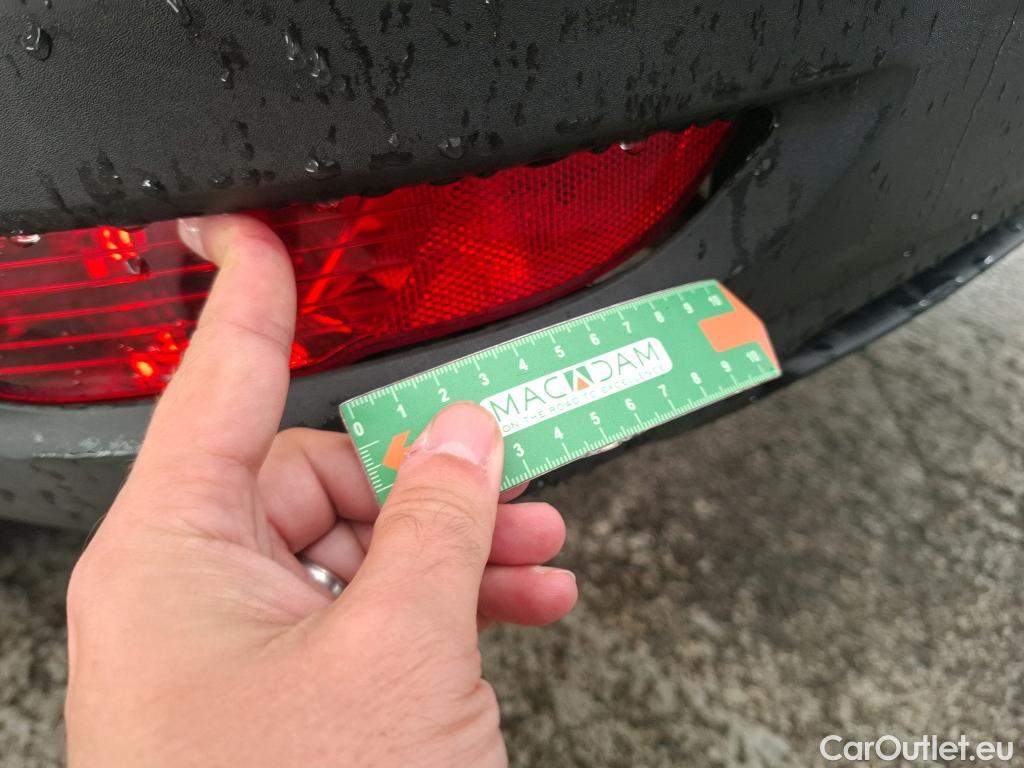 1 2 3 4 5 6 7 8 9 10
0
MACADAM
ON THE ROAD TO EXCELLENCE
3 4 5 6 7 8 9 10
CarOutlet.eu